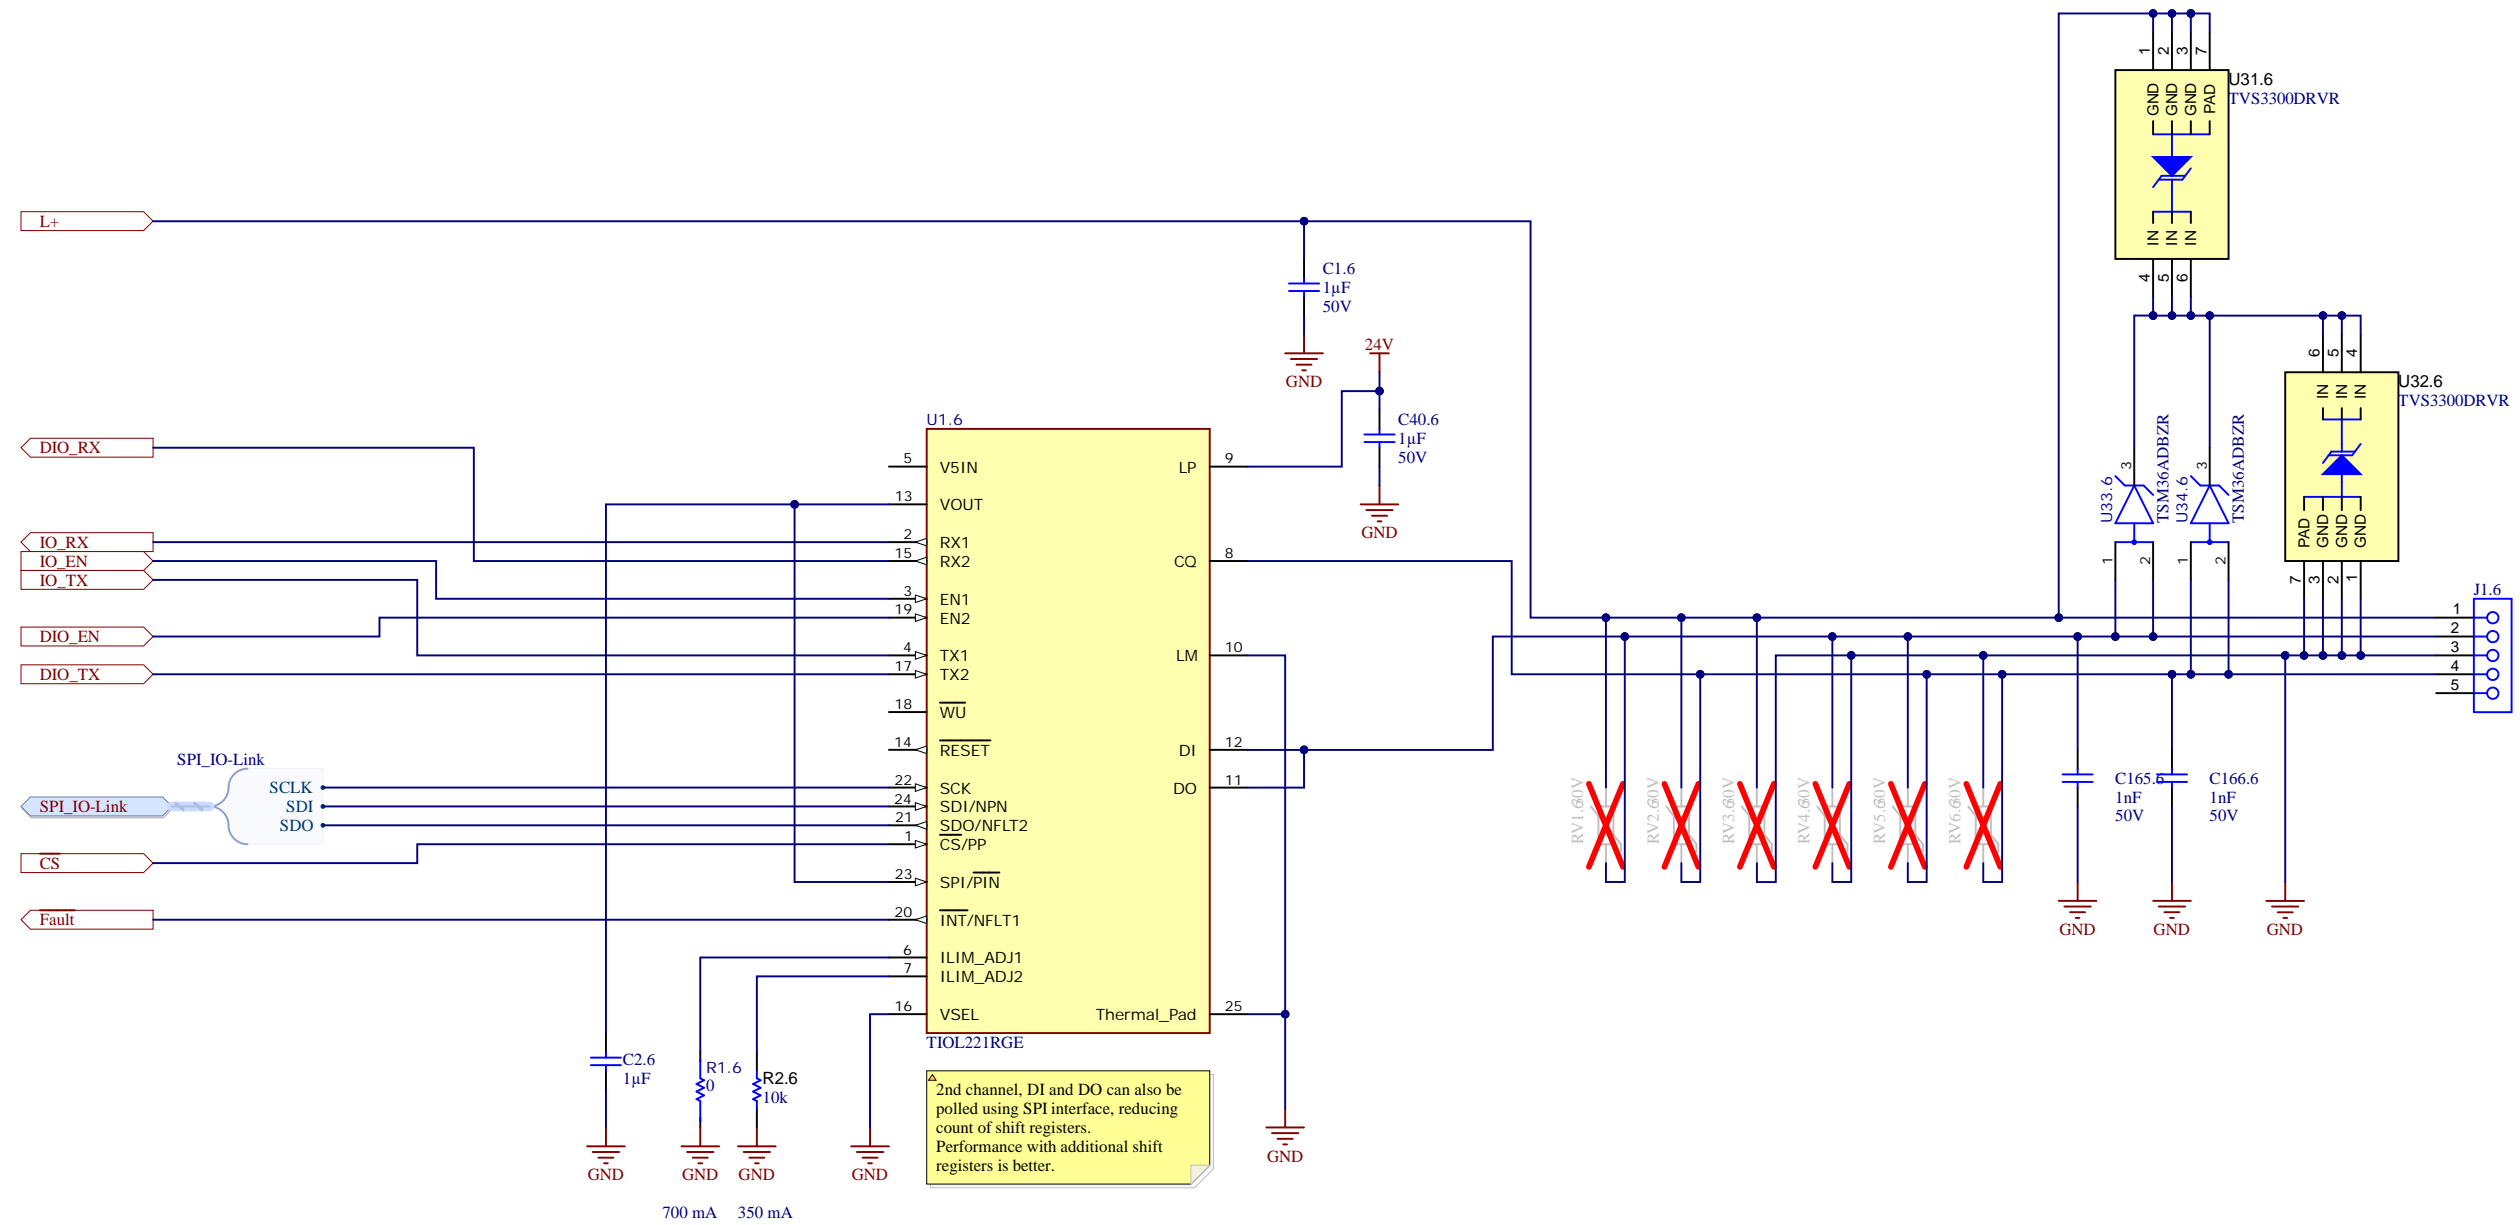 1
2
3
7
GND
GND
GND
PAD
IN
IN
IN
4
5
6
U31.6
TVS3300DRVR
L+
C1.6
1µF
50V
GND
24V
C40.6
1µF
50V
GND
6
5
4
IN
IN
IN
PAD
GND
GND
GND
7
3
2
1
U32.6
TVS3300DRVR
U33.6
3
TSM36ADBZR
1
2
U34.6
3
TSM36ADBZR
1
2
J1.6
1
2
3
4
5
DIO_RX
IO_RX
IO_EN
IO_TX
DIO_EN
DIO_TX
SPI_IO-Link
SPI_IO-Link
SCLK
SDI
SDO
CS
Fault
U1.6
5 V5IN
13 VOUT
2 RX1
15 RX2
3 EN1
19 EN2
4 TX1
17 TX2
18 WU
14 RESET
22 SCK
24 SDI/NPN
21 SDO/NFLT2
1 CS/PP
23 SPI/PIN
20 INT/NFLT1
6 ILIM_ADJ1
7 ILIM_ADJ2
16 VSEL
LP 9
CQ 8
LM 10
DI 12
DO 11
Thermal_Pad 25
TIOL221RGE
2nd channel, DI and DO can also be
polled using SPI interface, reducing
count of shift registers.
Performance with additional shift
registers is better.
C2.6
1µF
GND
R1.6
0
GND
700 mA
R2.6
10k
GND
350 mA
GND
GND
C165.6
1nF
50V
GND
C166.6
1nF
50V
GND
GND